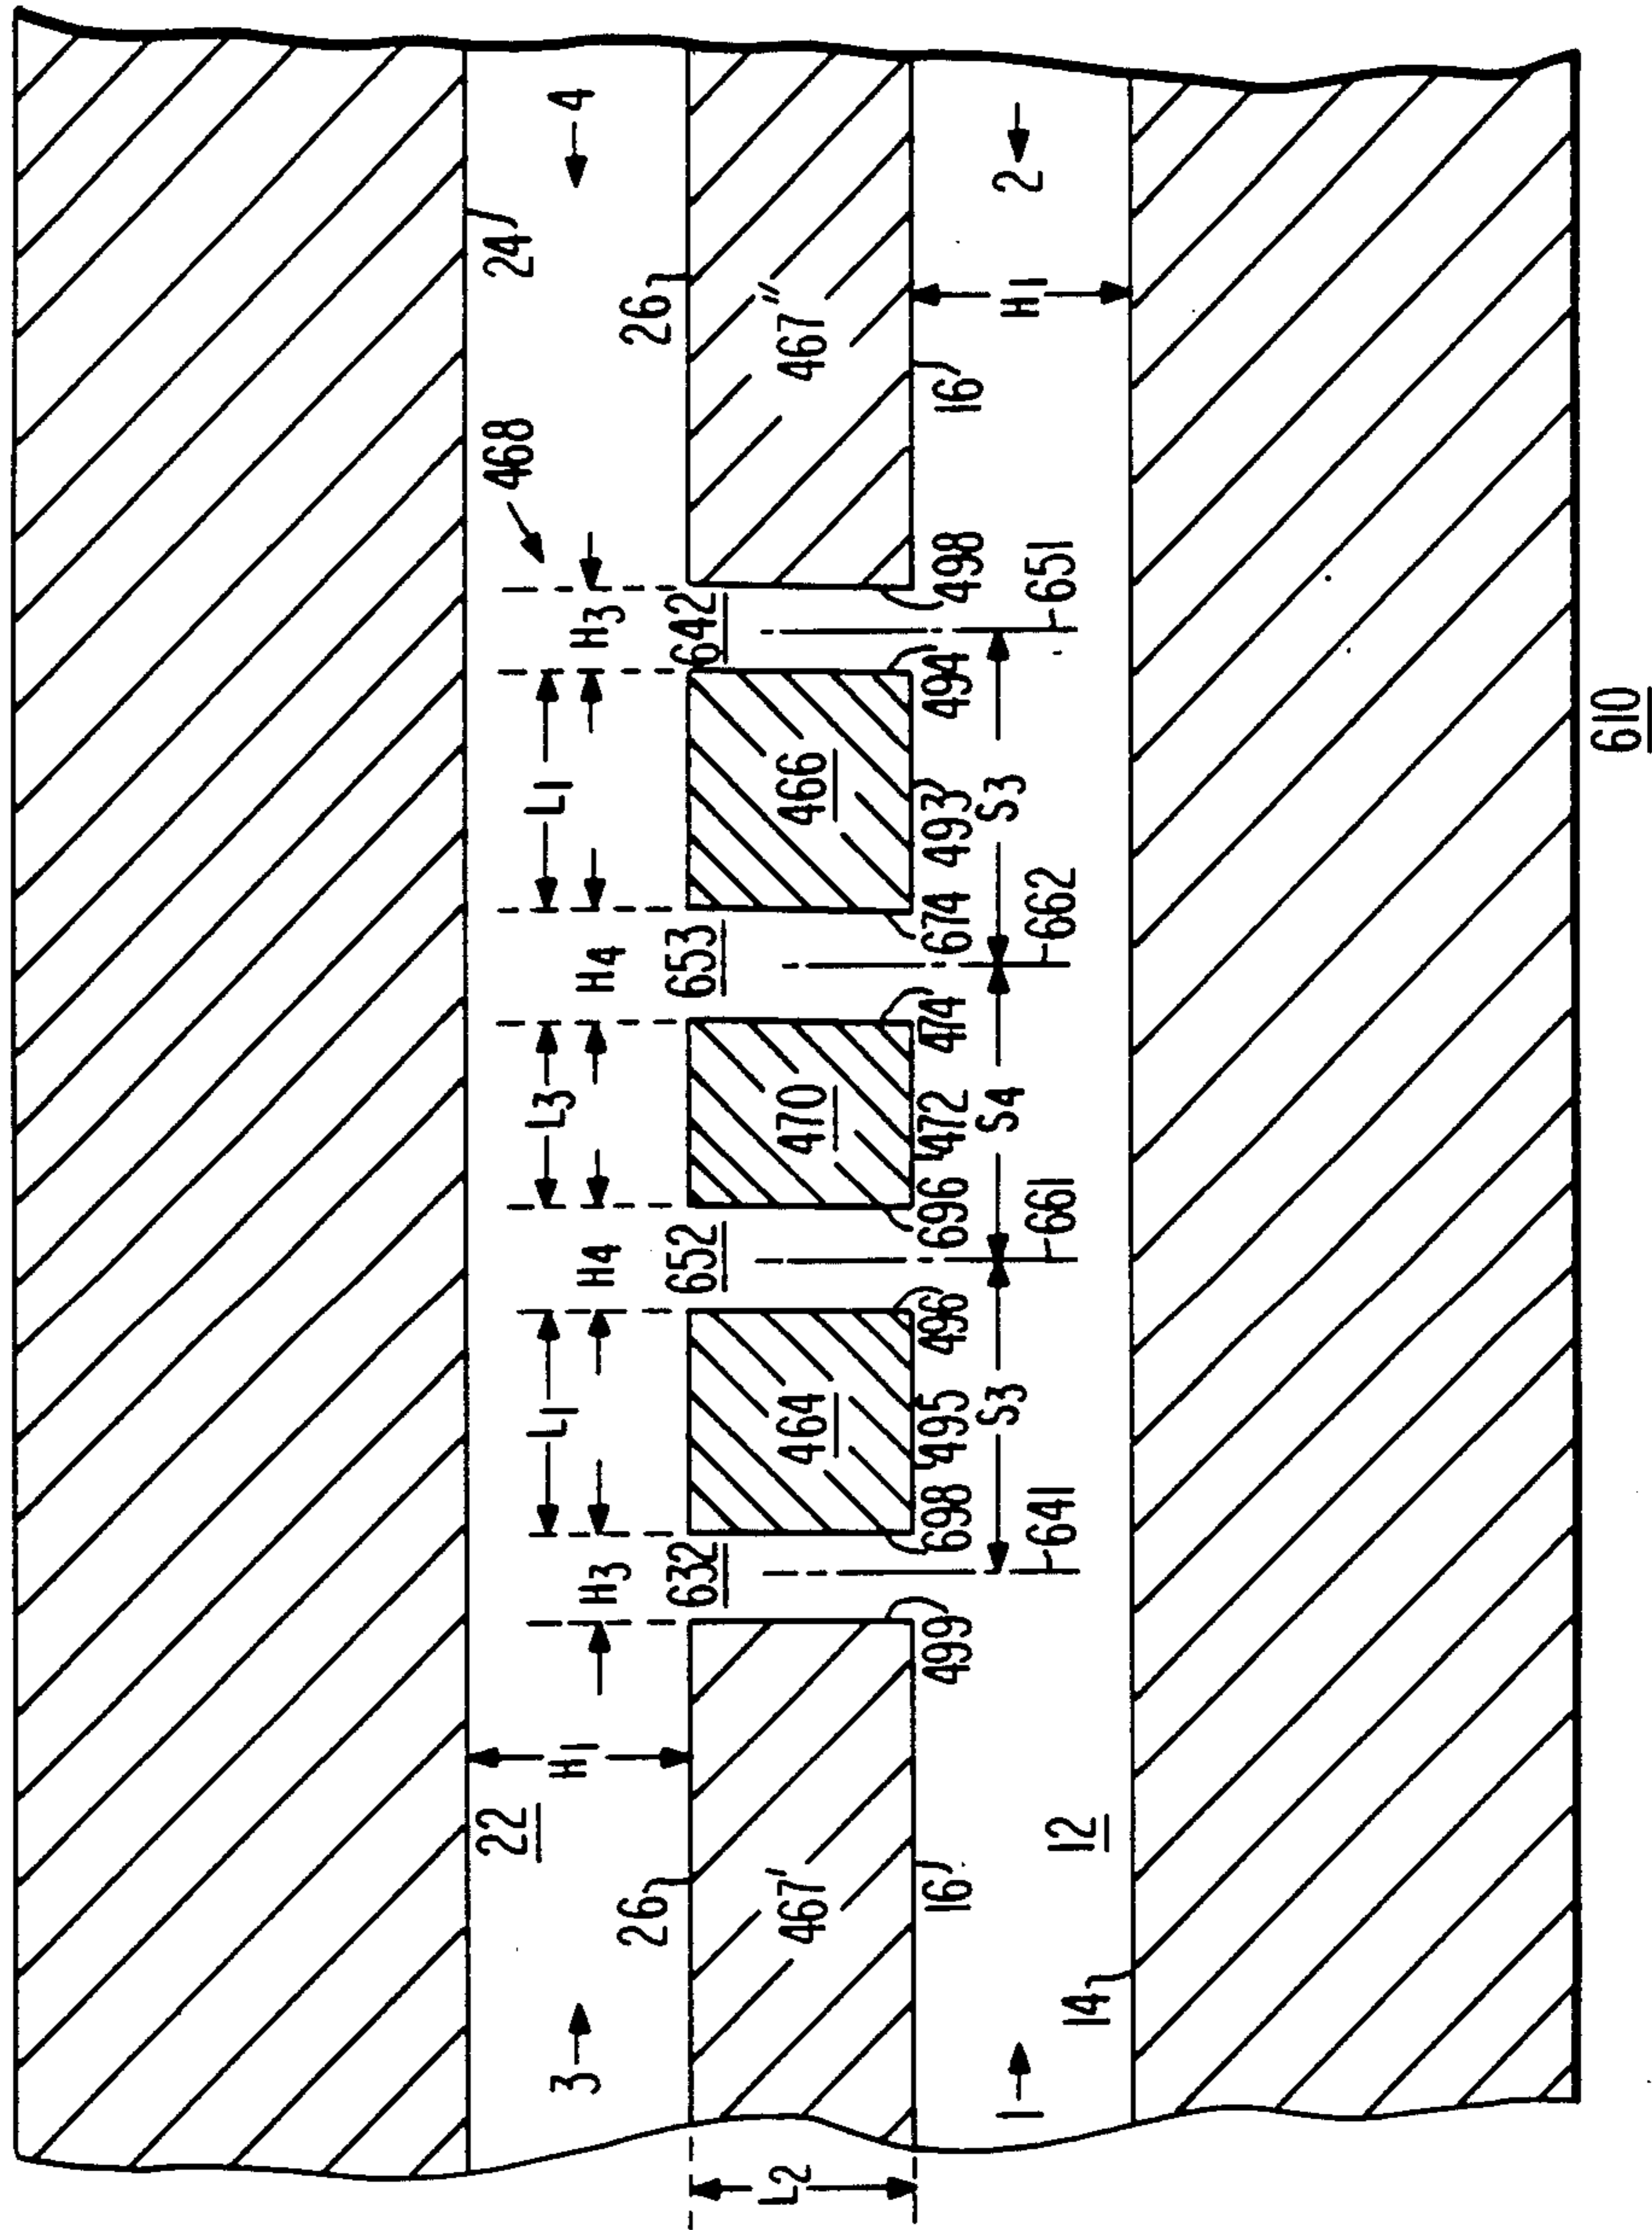 22 468 24
L1 L3 L1
3 H1 H3 H4 H4 H3 4
26 26
632 652 653 642
L2 467' 464 470 466 467"
16 499 698 495 496 696 472 474 674 493 494 498 16
S3 S4 S3
1 H1 2
641 661 662 651
14 12
610